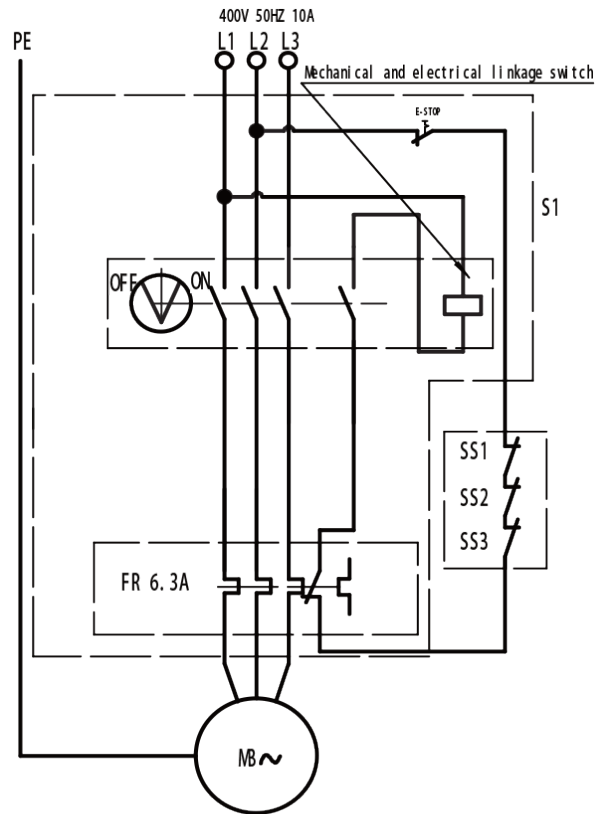 400V 50HZ 10A
PE
L1 L2 L3
Mechanical and electrical linkage switch
E-STOP
S1
OFF ON
SS1
SS2
SS3
FR 6.3A
MB~